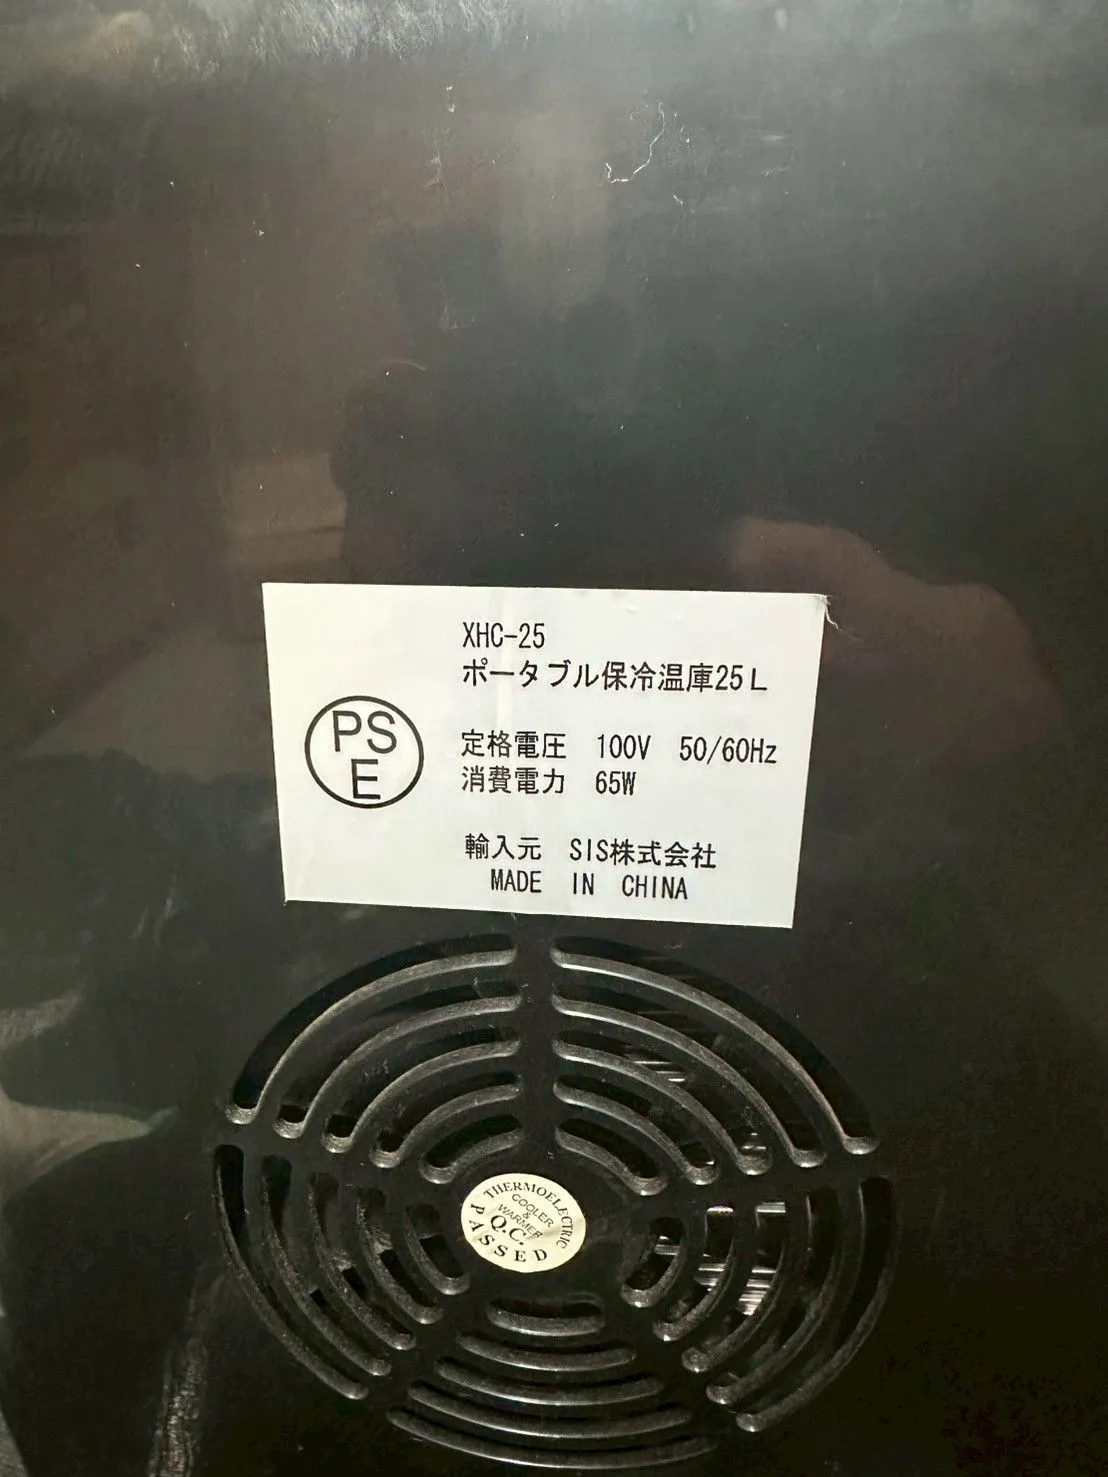 XHC-25
ポータブル保冷温庫25L
PS
E
定格電圧 100V 50/60Hz
消費電力 65W
輸入元 SIS株式会社
MADE IN CHINA
THERMOELECTRIC
COOLER
&
WARMER
Q.C.
PASSED